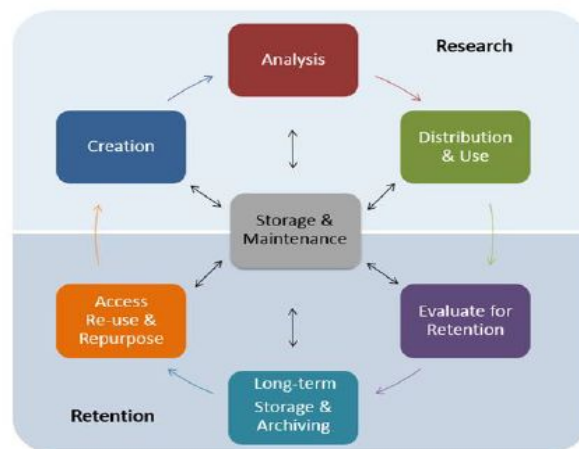 Analysis
Research
Creation
Distribution
& Use
Storage &
Maintenance
Access
Re-use &
Repurpose
Evaluate for
Retention
Long-term
Storage &
Archiving
Retention